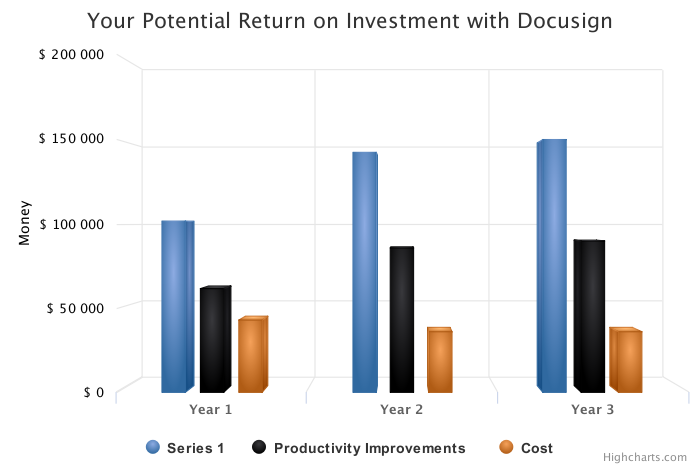 Your Potential Return on Investment with Docusign
$ 200 000
$ 150 000
$ 100 000
$ 50 000
$ 0
Money
Year 1
Year 2
Year 3
Series 1
Productivity Improvements
Cost
Highcharts.com